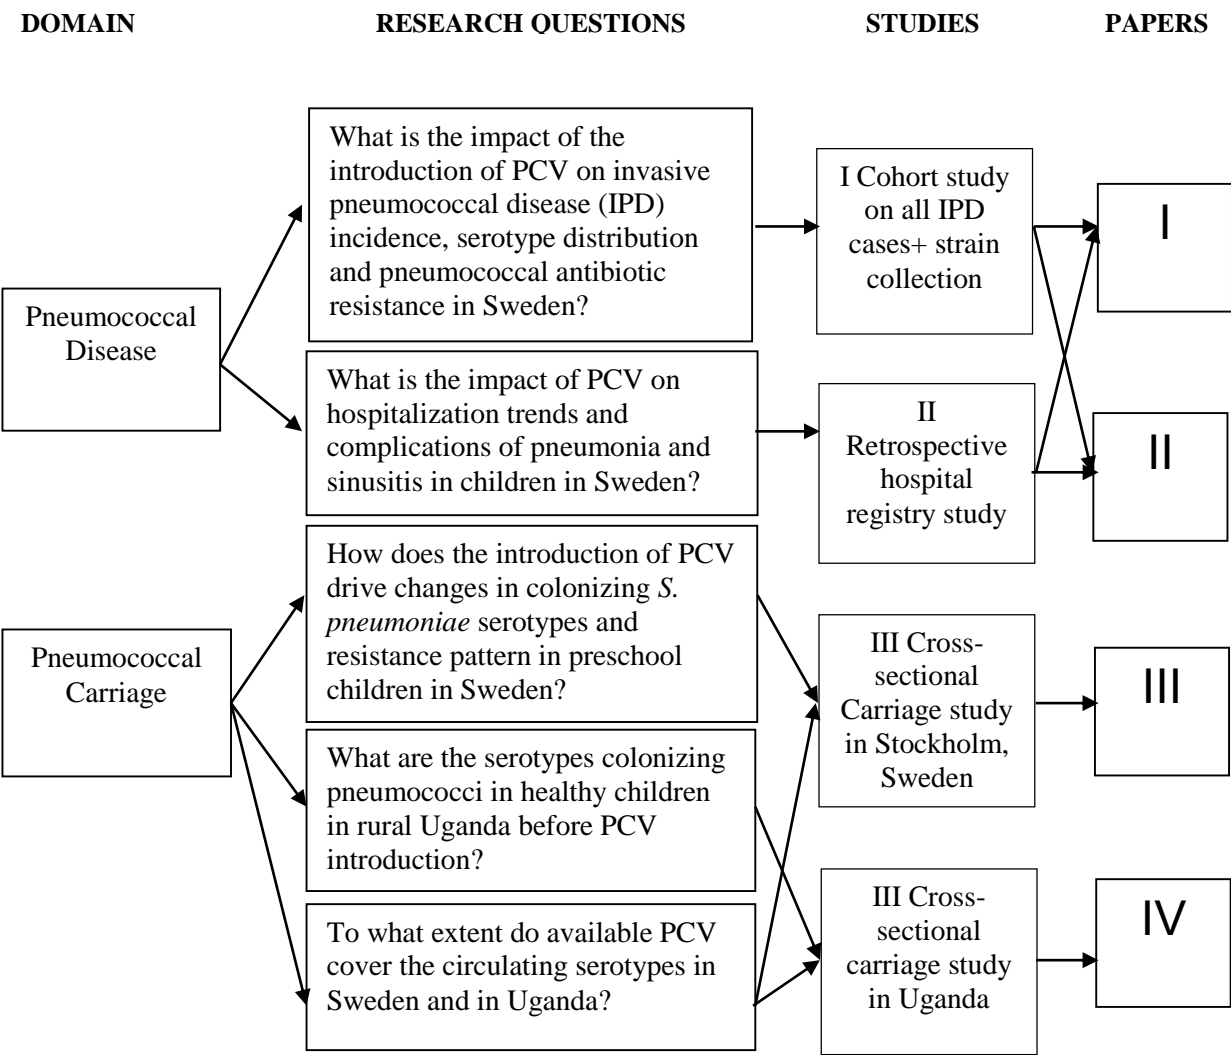 DOMAIN RESEARCH QUESTIONS STUDIES PAPERS
What is the impact of the
introduction of PCV on invasive
pneumococcal disease (IPD)
incidence, serotype distribution
and pneumococcal antibiotic
resistance in Sweden?
I Cohort study
on all IPD
cases+ strain
collection
I
Pneumococcal
Disease
What is the impact of PCV on
hospitalization trends and
complications of pneumonia and
sinusitis in children in Sweden?
II
Retrospective
hospital
registry study
II
How does the introduction of PCV
drive changes in colonizing S.
pneumoniae serotypes and
resistance pattern in preschool
children in Sweden?
III Cross-
sectional
Carriage study
in Stockholm,
Sweden
III
Pneumococcal
Carriage
What are the serotypes colonizing
pneumococci in healthy children
in rural Uganda before PCV
introduction?
To what extent do available PCV
cover the circulating serotypes in
Sweden and in Uganda?
III Cross-
sectional
carriage study
in Uganda
IV